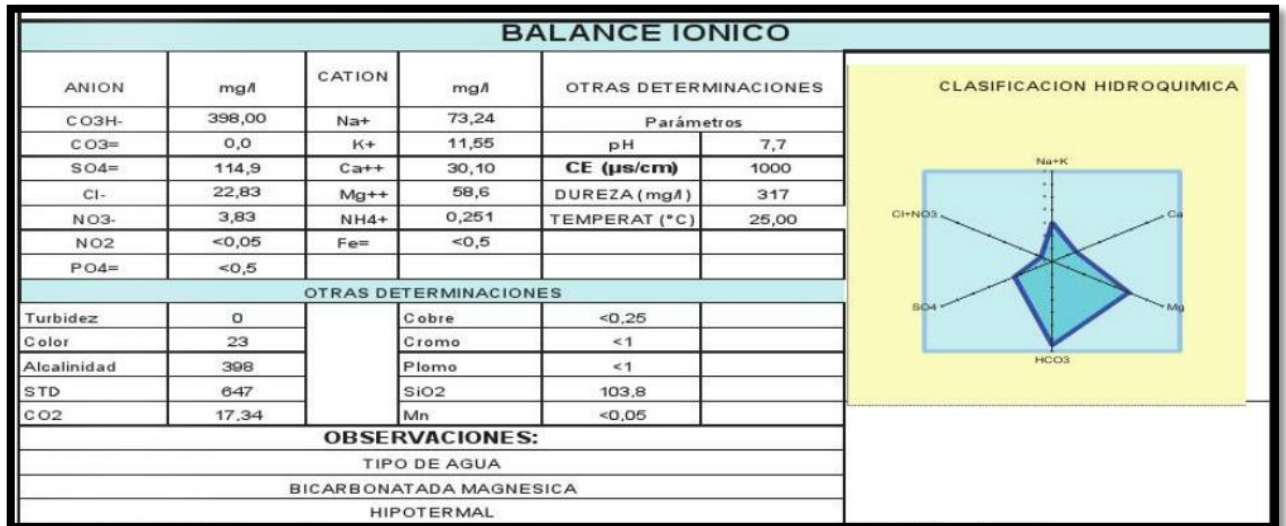 BALANCE IONICO
ANION mg/l CATION mg/l OTRAS DETERMINACIONES
CO3H- 398,00 Na+ 73,24 Parámetros
CO3= 0,0 K+ 11,55 pH 7,7
SO4= 114,9 Ca++ 30,10 CE (µs/cm) 1000
Cl- 22,83 Mg++ 58,6 DUREZA (mg/l) 317
NO3- 3,83 NH4+ 0,251 TEMPERAT (°C) 25,00
NO2 <0,05 Fe= <0,5
PO4= <0,5
OTRAS DETERMINACIONES
Turbidez 0 Cobre <0,25
Color 23 Cromo <1
Alcalinidad 398 Plomo <1
STD 647 SiO2 103,8
CO2 17,34 Mn <0,05
OBSERVACIONES:
TIPO DE AGUA
BICARBONATADA MAGNESICA
HIPOTERMAL
CLASIFICACION HIDROQUIMICA
Na+K
Cl+NO3 Ca
SO4 Mg
HCO3